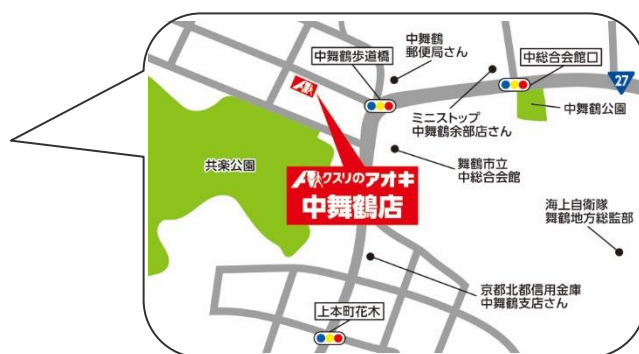 中舞鶴
郵便局さん
中舞鶴歩道橋
中総合会館口
27
ミニストップ
中舞鶴余部店さん
中舞鶴公園
共楽公園
舞鶴市立
中総合会館
クスリのアオキ
中舞鶴店
海上自衛隊
舞鶴地方総監部
京都北都信用金庫
中舞鶴支店さん
上本町花木